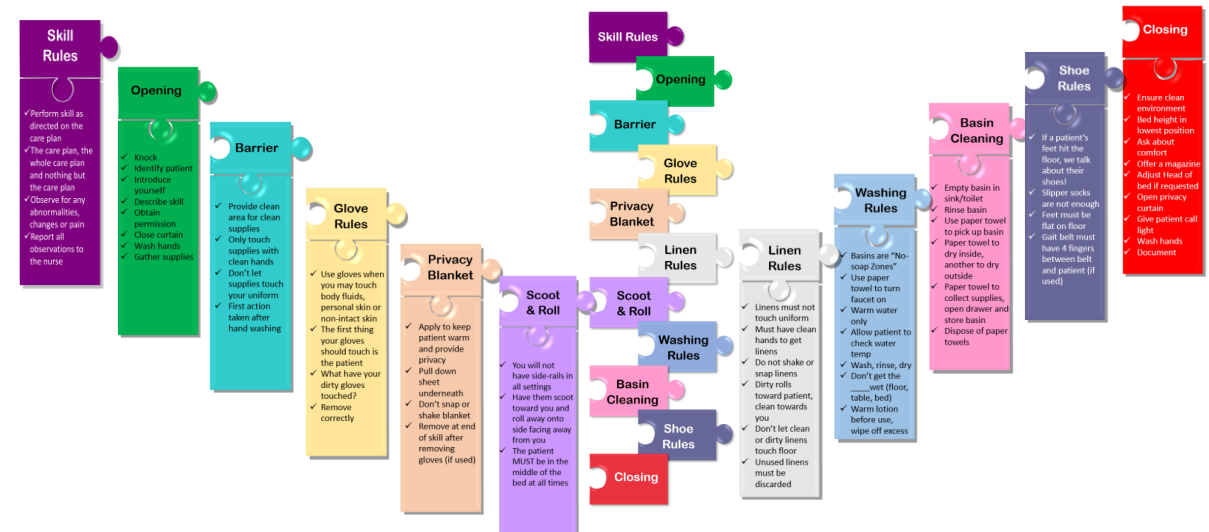 Skill
Rules
✓Perform skill as
directed on the
care plan
✓The care plan, the
whole care plan
and nothing but
the care plan
✓Observe for any
abnormalities,
changes or pain
✓Report all
observations to
the nurse
Opening
✓ Knock
✓ Identify patient
✓ Introduce
yourself
✓ Describe skill
✓ Obtain
permission
✓ Close curtain
✓ Wash hands
✓ Gather supplies
Barrier
✓ Provide clean
area for clean
supplies
✓ Only touch
supplies with
clean hands
✓ Don't let
supplies touch
your uniform
✓ First action
taken after
hand washing
Glove
Rules
✓ Use gloves when
you may touch
body fluids,
personal skin or
non-intact skin
✓ The first thing
your gloves
should touch is
the patient
✓ What have your
dirty gloves
touched?
✓ Remove
correctly
Privacy
Blanket
✓ Apply to keep
patient warm
and provide
privacy
✓ Pull down
sheet
underneath
✓ Don't snap or
shake blanket
✓ Remove at end
of skill after
removing
gloves (if used)
Scoot
& Roll
✓ You will not
have side-rails in
all settings
✓ Have them scoot
toward you and
roll away onto
side facing away
from you
✓ The patient
MUST be in the
middle of the
bed at all times
Skill Rules
Opening
Barrier
Glove
Rules
Privacy
Blanket
Linen
Rules
Scoot
& Roll
Washing
Rules
Basin
Cleaning
Shoe
Rules
Closing
Linen
Rules
✓ Linens must not
touch uniform
✓ Must have clean
hands to get
linens
✓ Do not shake or
snap linens
✓ Dirty rolls
toward patient,
clean towards
you
✓ Don't let clean
or dirty linens
touch floor
✓ Unused linens
must be
discarded
Washing
Rules
✓ Basins are “No-
soap Zones”
✓ Use paper
towel to turn
faucet on
✓ Warm water
only
✓ Allow patient to
check water
temp
✓ Wash, rinse, dry
✓ Don't get the
____wet (floor,
table, bed)
✓ Warm lotion
before use,
wipe off excess
Basin
Cleaning
✓ Empty basin in
sink/toilet
✓ Rinse basin
✓ Use paper towel
to pick up basin
✓ Paper towel to
dry inside,
another to dry
outside
✓ Paper towel to
collect supplies,
open drawer and
store basin
✓ Dispose of paper
towels
Shoe
Rules
✓ If a patient's
feet hit the
floor, we talk
about their
shoes!
✓ Slipper socks
are not enough
✓ Feet must be
flat on floor
✓ Gait belt must
have 4 fingers
between belt
and patient (if
used)
Closing
✓ Ensure clean
environment
✓ Bed height in
lowest position
✓ Ask about
comfort
✓ Offer a magazine
✓ Adjust Head of
bed if requested
✓ Open privacy
curtain
✓ Give patient call
light
✓ Wash hands
✓ Document